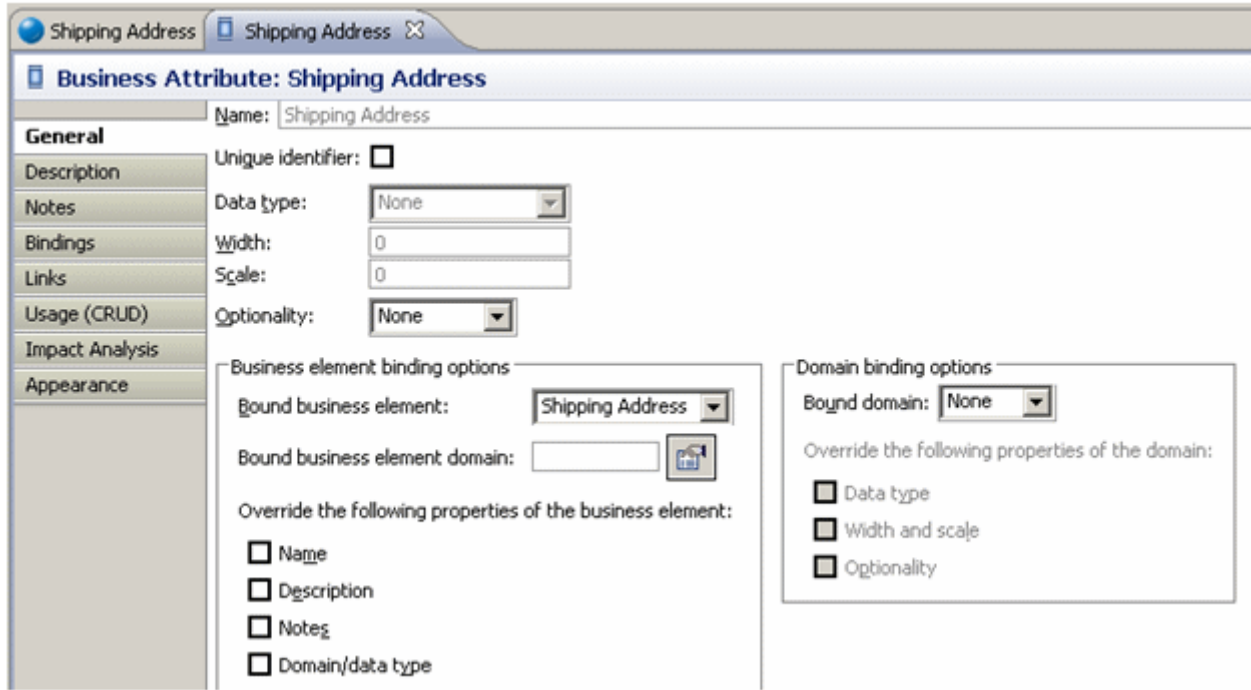 Shipping Address Shipping Address
Business Attribute: Shipping Address
General
Description
Notes
Bindings
Links
Usage (CRUD)
Impact Analysis
Appearance
Name: Shipping Address
Unique identifier:
Data type: None
Width: 0
Scale: 0
Optionality: None
Business element binding options
Bound business element: Shipping Address
Bound business element domain:
Override the following properties of the business element:
Name
Description
Notes
Domain/data type
Domain binding options
Bound domain: None
Override the following properties of the domain:
Data type
Width and scale
Optionality